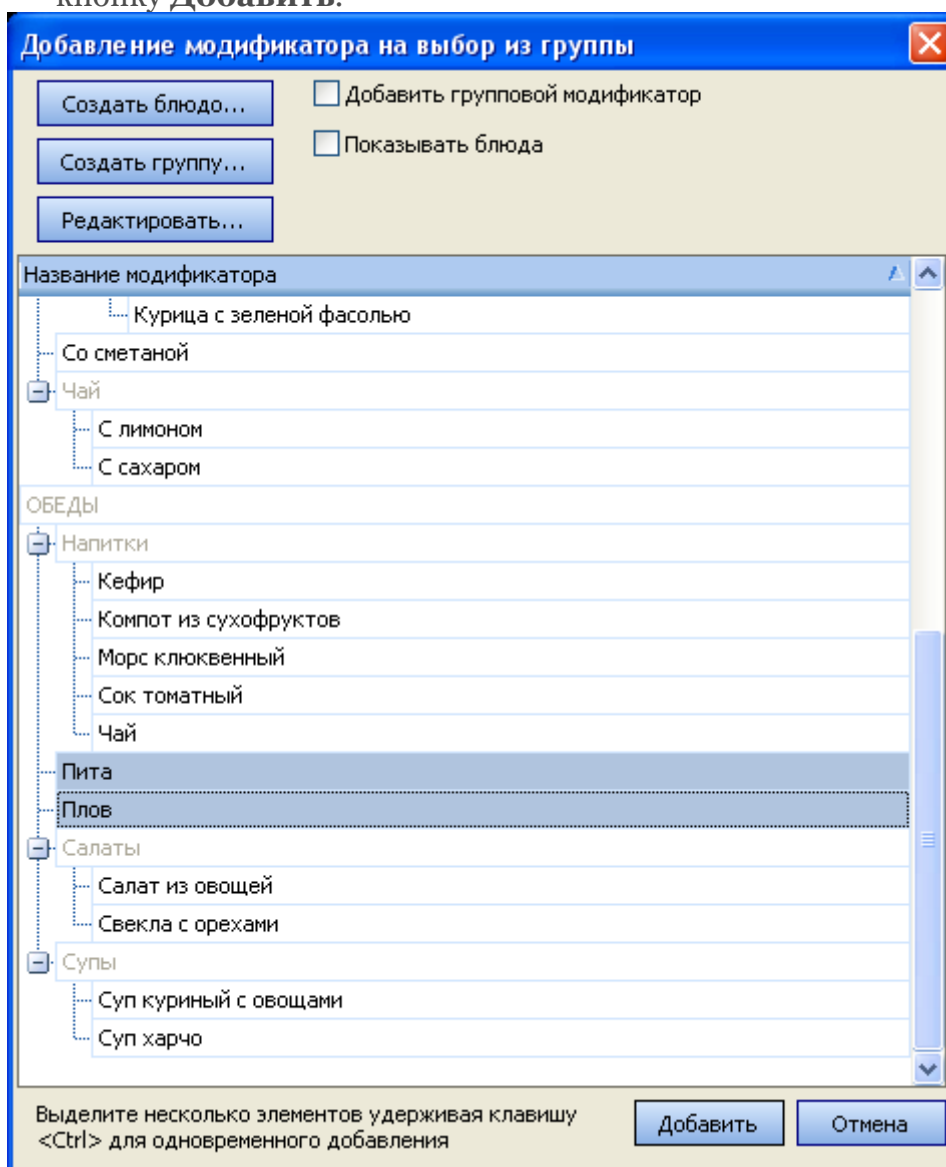 кнопку Добавить.
Добавление модификатора на выбор из группы
Создать блюдо...
Добавить групповой модификатор
Создать группу...
Показывать блюда
Редактировать...
Название модификатора
Курица с зеленой фасолью
Со сметаной
Чай
С лимоном
С сахаром
ОБЕДЫ
Напитки
Кефир
Компот из сухофруктов
Морс клюквенный
Сок томатный
Чай
Пита
Плов
Салаты
Салат из овощей
Свекла с орехами
Супы
Суп куриный с овощами
Суп харчо
Выделите несколько элементов удерживая клавишу
<Ctrl> для одновременного добавления
Добавить
Отмена